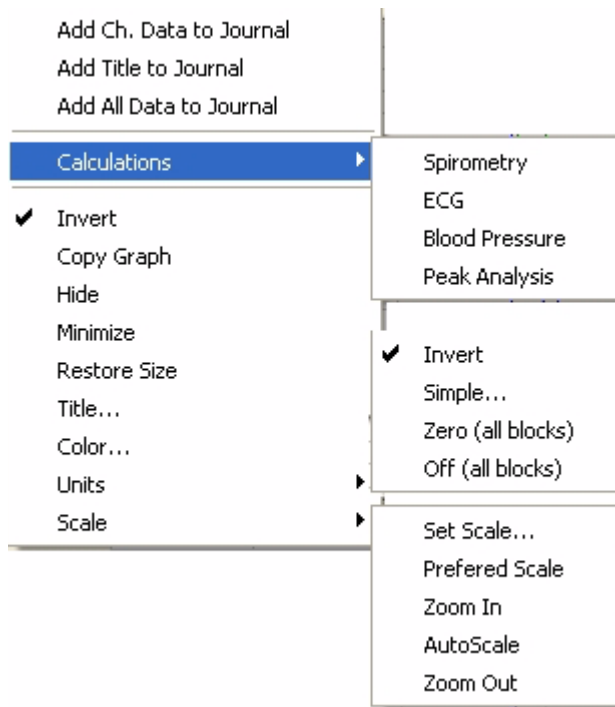 Add Ch. Data to Journal
Add Title to Journal
Add All Data to Journal
Calculations
Invert
Copy Graph
Hide
Minimize
Restore Size
Title...
Color...
Units
Scale
Spirometry
ECG
Blood Pressure
Peak Analysis
Invert
Simple...
Zero (all blocks)
Off (all blocks)
Set Scale...
Prefered Scale
Zoom In
AutoScale
Zoom Out